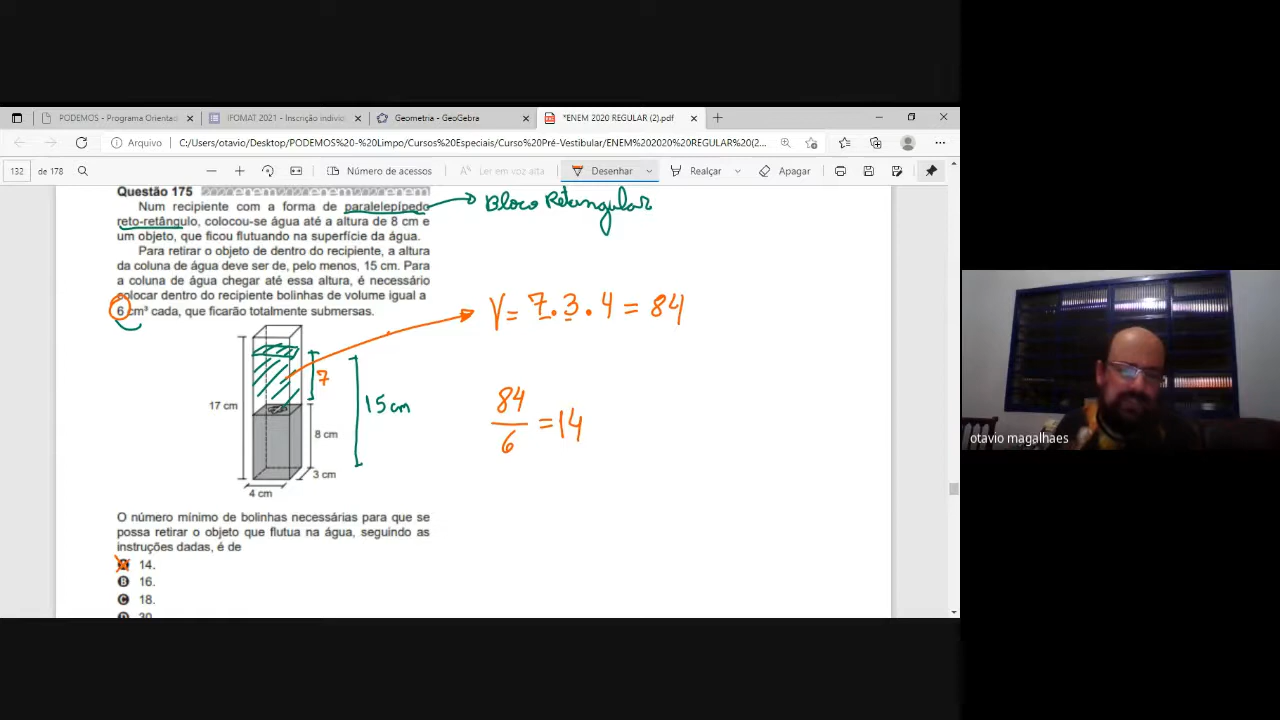 PODEMOS - Programa Orientad
IFOMAT 2021 - Inscrição individ
Geometria - GeoGebra
*ENEM 2020 REGULAR (2).pdf
Arquivo
C:/Users/otavio/Desktop/PODEMOS%20-%20Limpo/Cursos%20Especiais/Curso%20Pré-Vestibular/ENEM%202020%20REGULAR%20(2...
132 de 178
Número de acessos
Ler em voz alta
Desenhar
Realçar
Apagar
Questão 175
Num recipiente com a forma de paralelepípedo
reto-retângulo, colocou-se água até a altura de 8 cm e
um objeto, que ficou flutuando na superfície da água.
Para retirar o objeto de dentro do recipiente, a altura
da coluna de água deve ser de, pelo menos, 15 cm. Para
a coluna de água chegar até essa altura, é necessário
colocar dentro do recipiente bolinhas de volume igual a
6 cm³ cada, que ficarão totalmente submersas.
Bloco Retangular
V = 7 . 3 . 4 = 84
84
6
=14
7
17 cm
15 cm
8 cm
3 cm
4 cm
O número mínimo de bolinhas necessárias para que se
possa retirar o objeto que flutua na água, seguindo as
instruções dadas, é de
A 14.
B 16.
C 18.
D 30.
otavio magalhaes